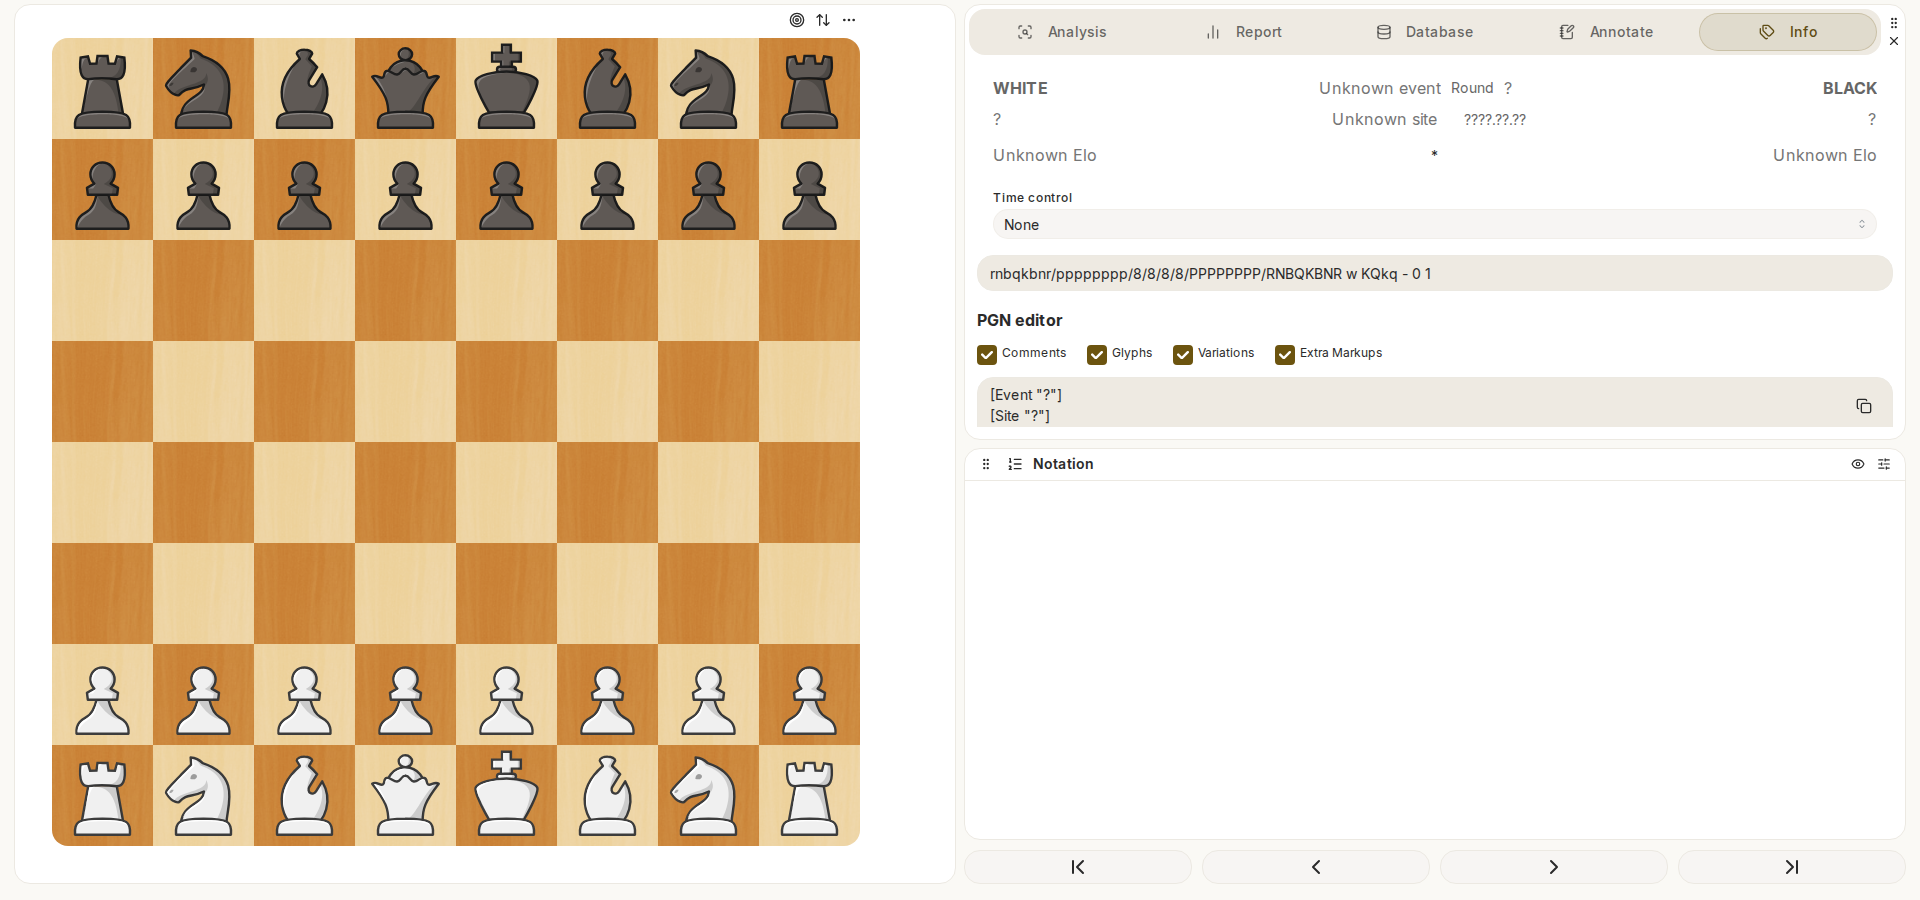 Analysis Report Database Annotate Info
WHITE Unknown event Round ? BLACK
? Unknown site ????.??.?? ?
Unknown Elo * Unknown Elo
Time control
None
rnbqkbnr/pppppppp/8/8/8/8/PPPPPPPP/RNBQKBNR w KQkq - 0 1
PGN editor
Comments Glyphs Variations Extra Markups
[Event "?"]
[Site "?"]
Notation